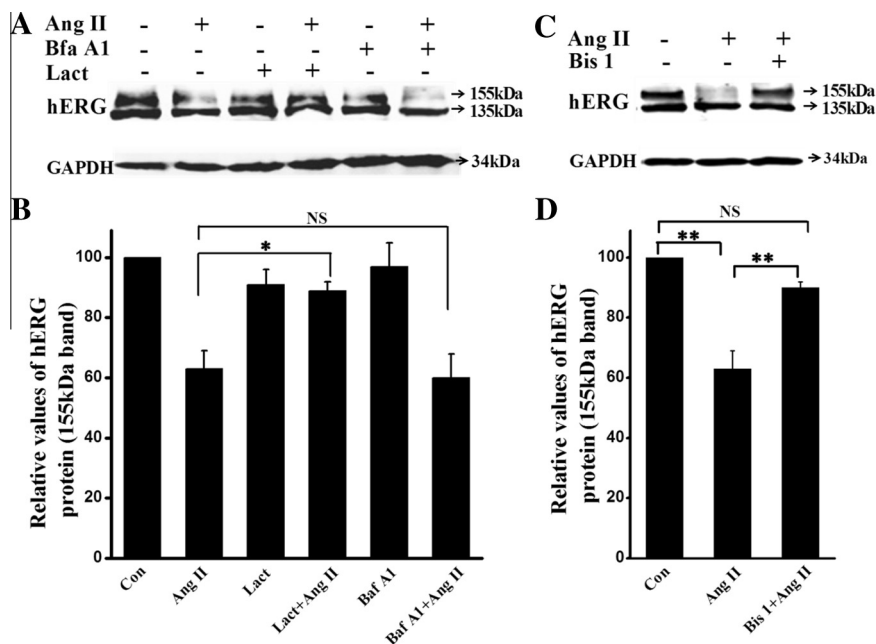 A
Ang II - + - + - +
Bfa A1 + +
Lact - - + + - -
hERG →155kDa
→135kDa
GAPDH →34kDa
B
NS
*
100
80
60
40
20
0
Relative values of hERG
protein (155kDa band)
Con
Ang II
Lact
Lact+Ang II
Baf A1
Baf A1+Ang II
C
Ang II - + +
Bis 1 - - +
hERG →155kDa
→135kDa
GAPDH →34kDa
D
NS
**
**
100
80
60
40
20
0
Relative values of hERG
protein (155kDa band)
Con
Ang II
Bis 1+Ang II